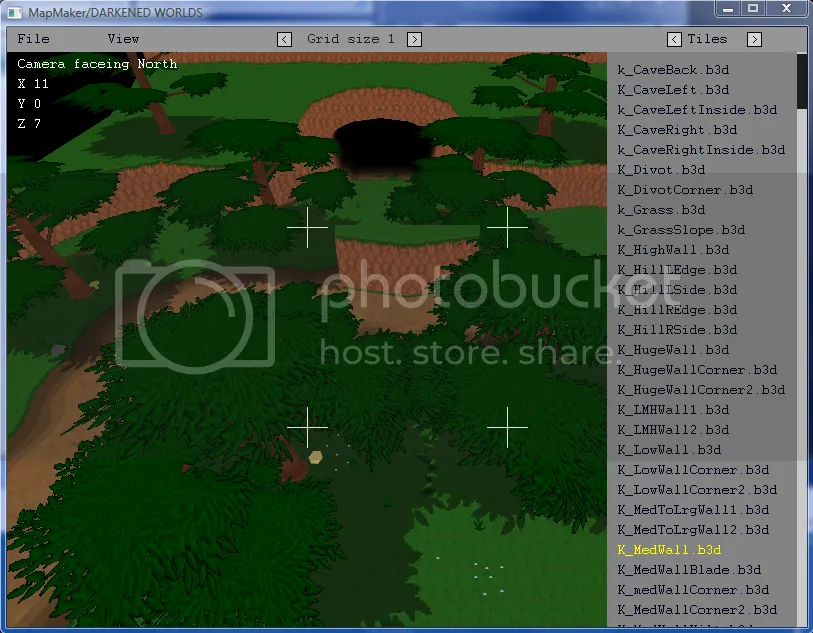 MapMaker/DARKENED WORLDS
File View < Grid size 1 > < Tiles >
Camera faceing North
X 11
Y 0
Z 7
k_CaveBack.b3d
K_CaveLeft.b3d
k_CaveLeftInside.b3d
K_CaveRight.b3d
k_CaveRightInside.b3d
K_Divot.b3d
K_DivotCorner.b3d
k_Grass.b3d
k_GrassSlope.b3d
K_HighWall.b3d
K_HillLEdge.b3d
K_HillLSide.b3d
K_HillREdge.b3d
K_HillRSide.b3d
K_HugeWall.b3d
K_HugeWallCorner.b3d
K_HugeWallCorner2.b3d
K_LMHWall1.b3d
K_LMHWall2.b3d
K_LowWall.b3d
K_LowWallCorner.b3d
K_LowWallCorner2.b3d
K_MedToLrgWall1.b3d
K_MedToLrgWall2.b3d
K_MedWall.b3d
K_MedWallBlade.b3d
K_medWallCorner.b3d
K_MedWallCorner2.b3d
photobucket
host. store. share.